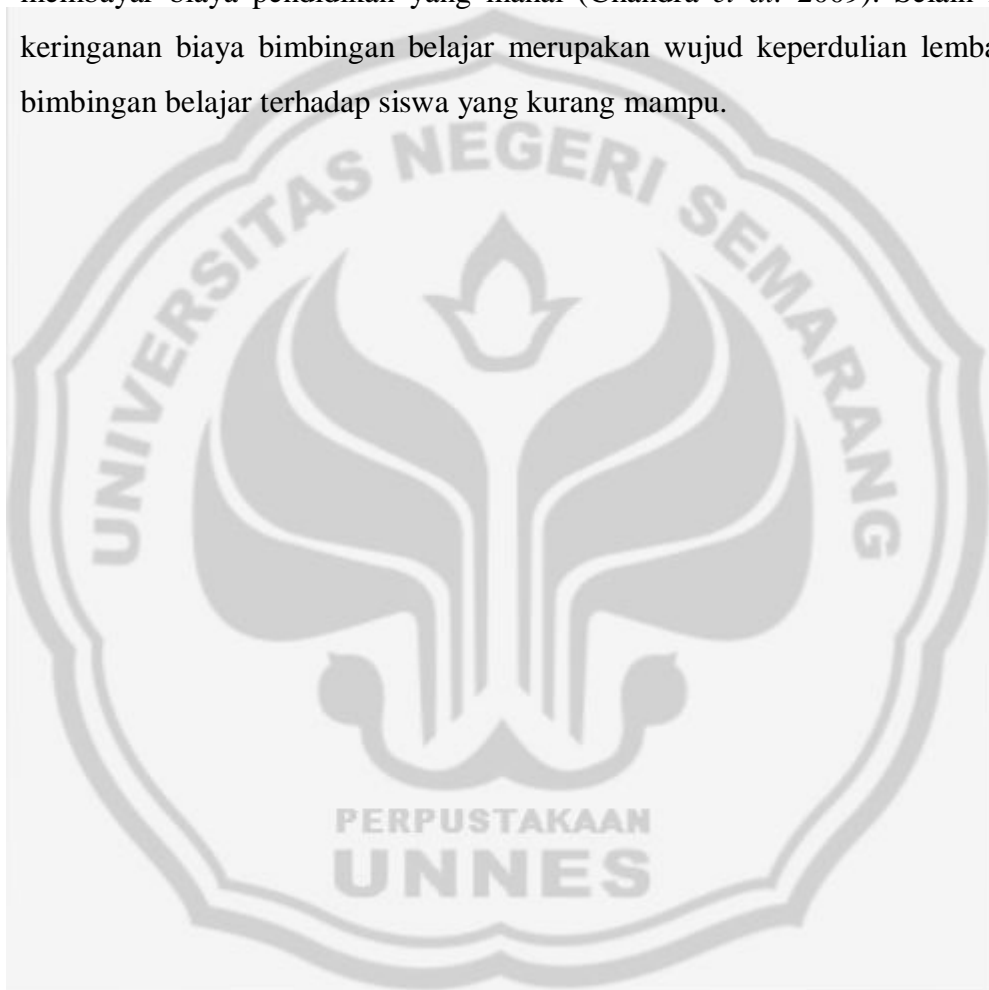 membayar biaya pendidikan yang mahal (Chandra et al. 2009). Selain
keringanan biaya bimbingan belajar merupakan wujud keperdulian
bimbingan belajar terhadap siswa yang kurang mampu.
UNIVERSITAS NEGERI SEMARANG
PERPUSTAKAAN
UNNES